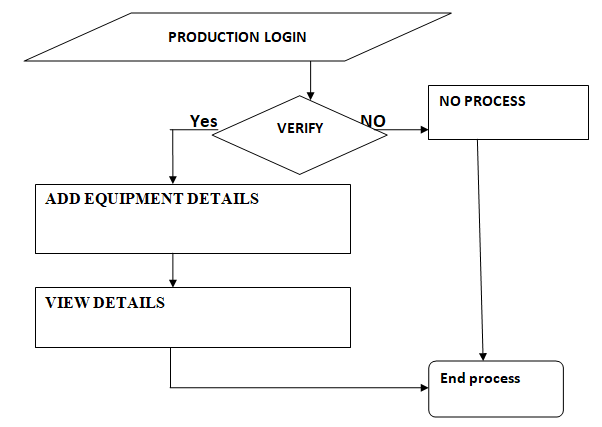 PRODUCTION LOGIN
NO PROCESS
Yes
NO
VERIFY
ADD EQUIPMENT DETAILS
VIEW DETAILS
End process